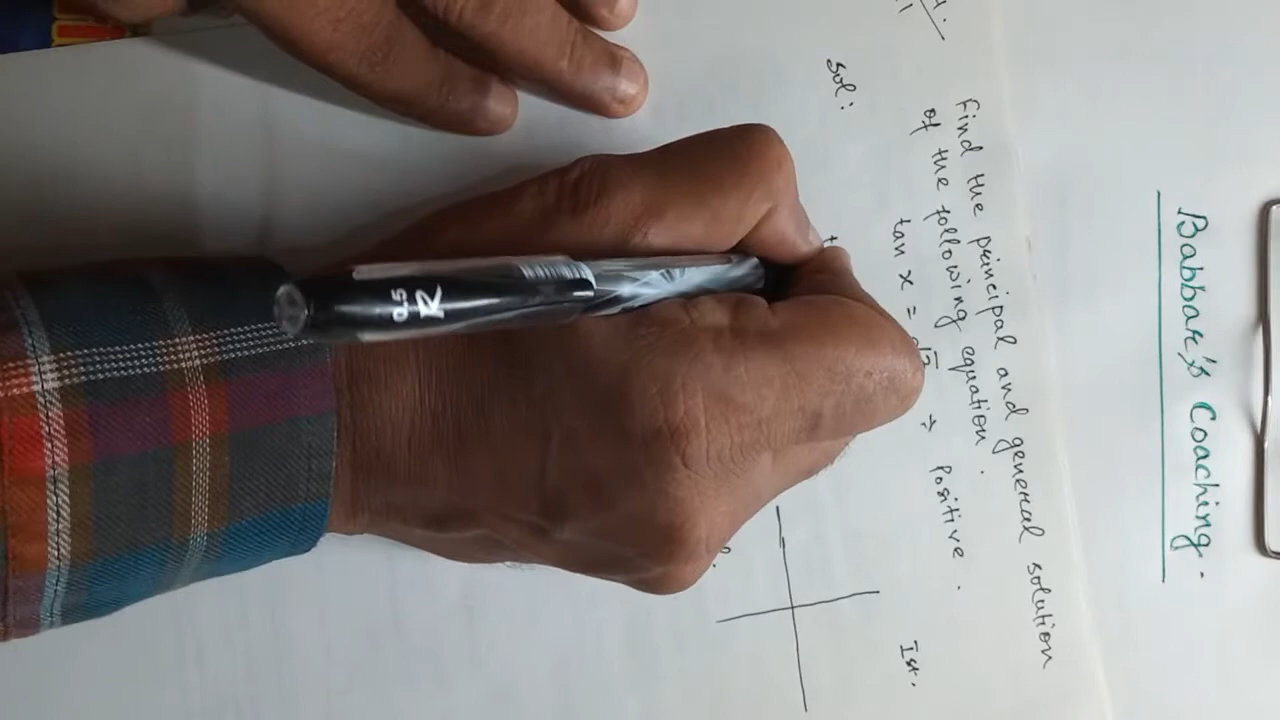 Babbar's Coaching.
Find the principal and general solution
of the following equation.
tan x =
Positive.
Ist.
Sol:
0.5 R